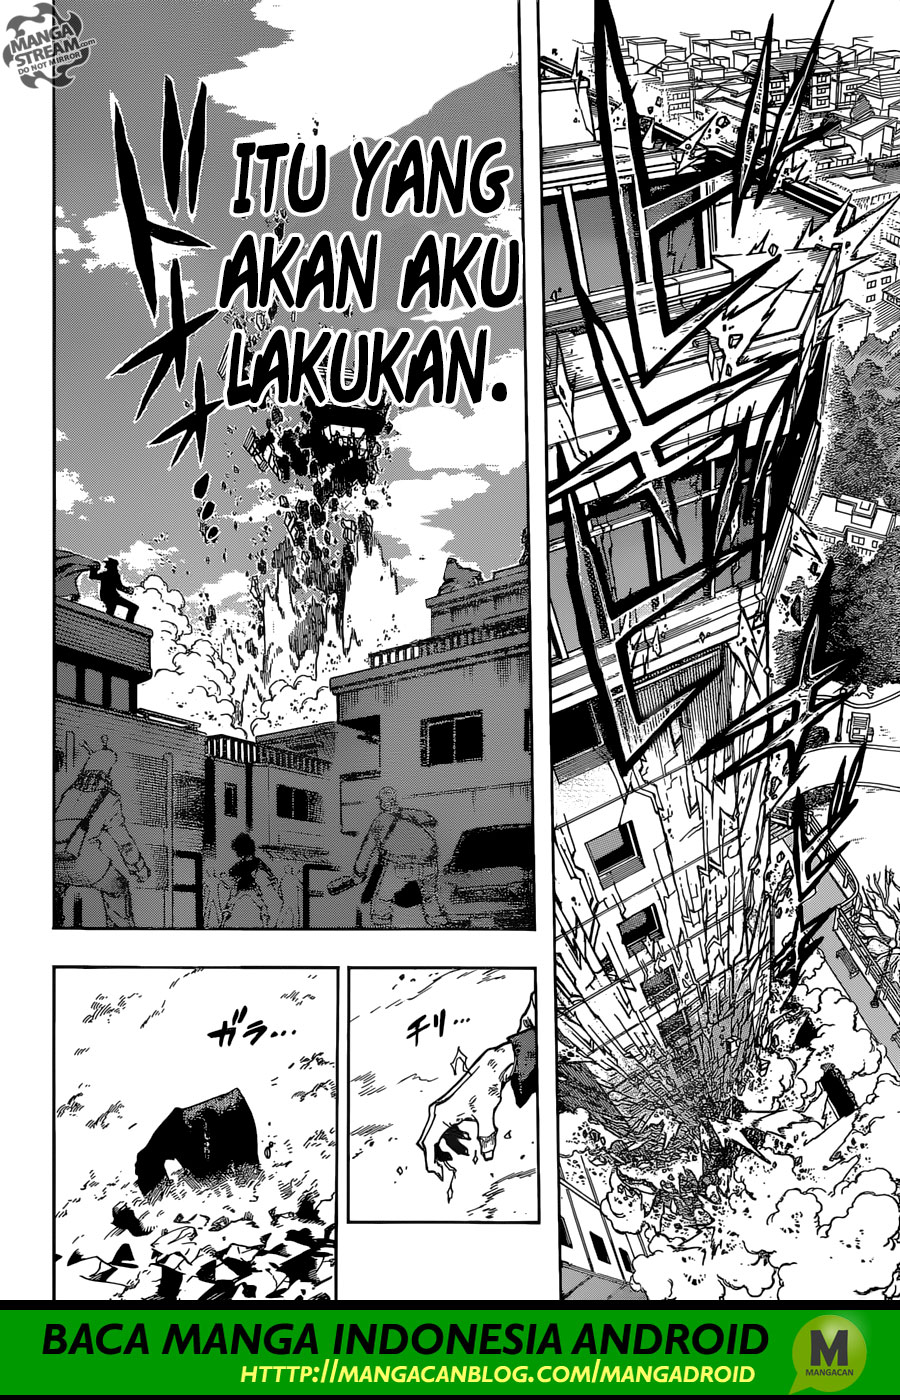 MANGA
STREAM.com
DO NOT MIRROR!
ITU YANG
AKAN AKU
LAKUKAN.
ド
チリ...
ガラ...
BACA MANGA INDONESIA ANDROID
HTTTP://MANGACANBLOG.COM/MANGADROID
M
MANGACAN